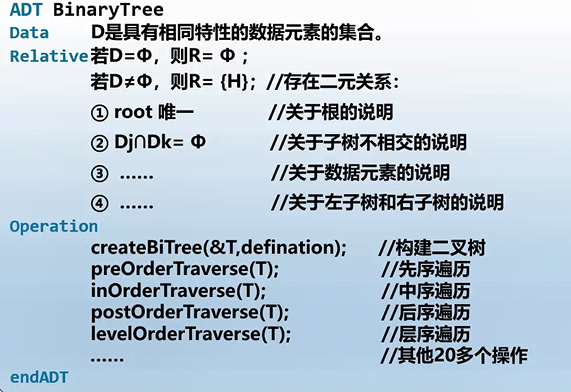 ADT BinaryTree
Data D是具有相同特性的数据元素的集合。
Relative 若D=Φ，则R= Φ ；
若D≠Φ，则R= {H}；//存在二元关系：
① root 唯一 //关于根的说明
② Dj∩Dk= Φ //关于子树不相交的说明
③ …… //关于数据元素的说明
④ …… //关于左子树和右子树的说明
Operation
createBiTree(&T,defination); //构建二叉树
preOrderTraverse(T); //先序遍历
inOrderTraverse(T); //中序遍历
postOrderTraverse(T); //后序遍历
levelOrderTraverse(T); //层序遍历
…… //其他20多个操作
endADT